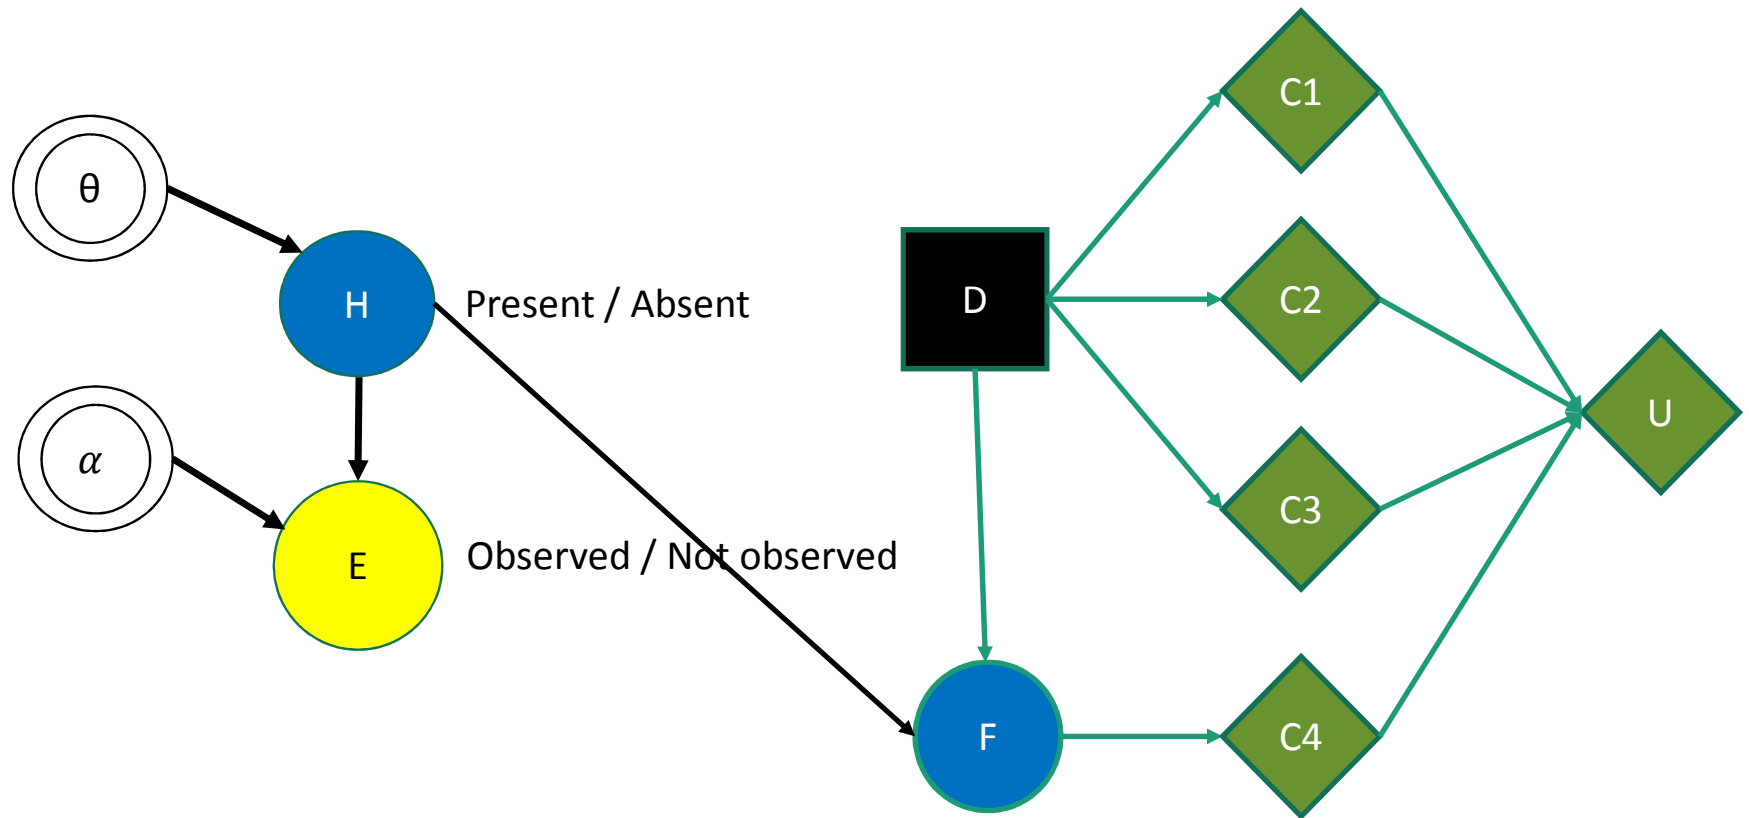 C1
θ
H
Present / Absent
D
C2
U
α
C3
E
Observed / Not observed
F
C4